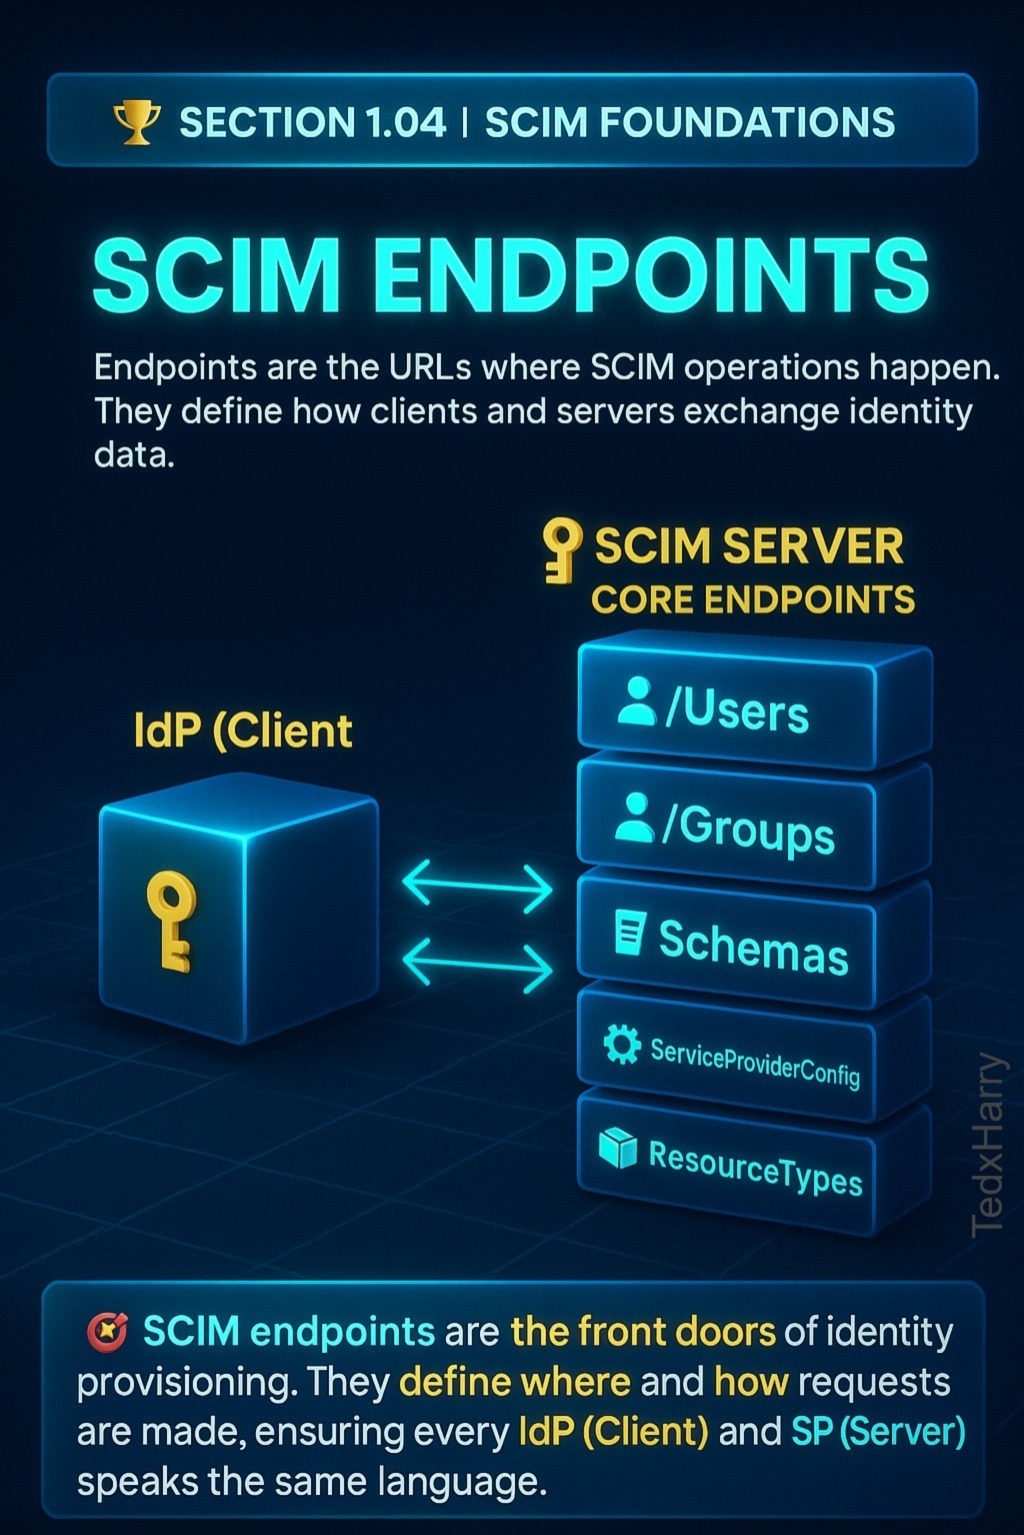 SECTION 1.04 | SCIM FOUNDATIONS
SCIM ENDPOINTS
Endpoints are the URLs where SCIM operations happen.
They define how clients and servers exchange identity
data.
SCIM SERVER
CORE ENDPOINTS
IdP (Client
/Users
/Groups
Schemas
ServiceProviderConfig
ResourceTypes
TedxHarry
SCIM endpoints are the front doors of identity
provisioning. They define where and how requests
are made, ensuring every IdP (Client) and SP (Server)
speaks the same language.